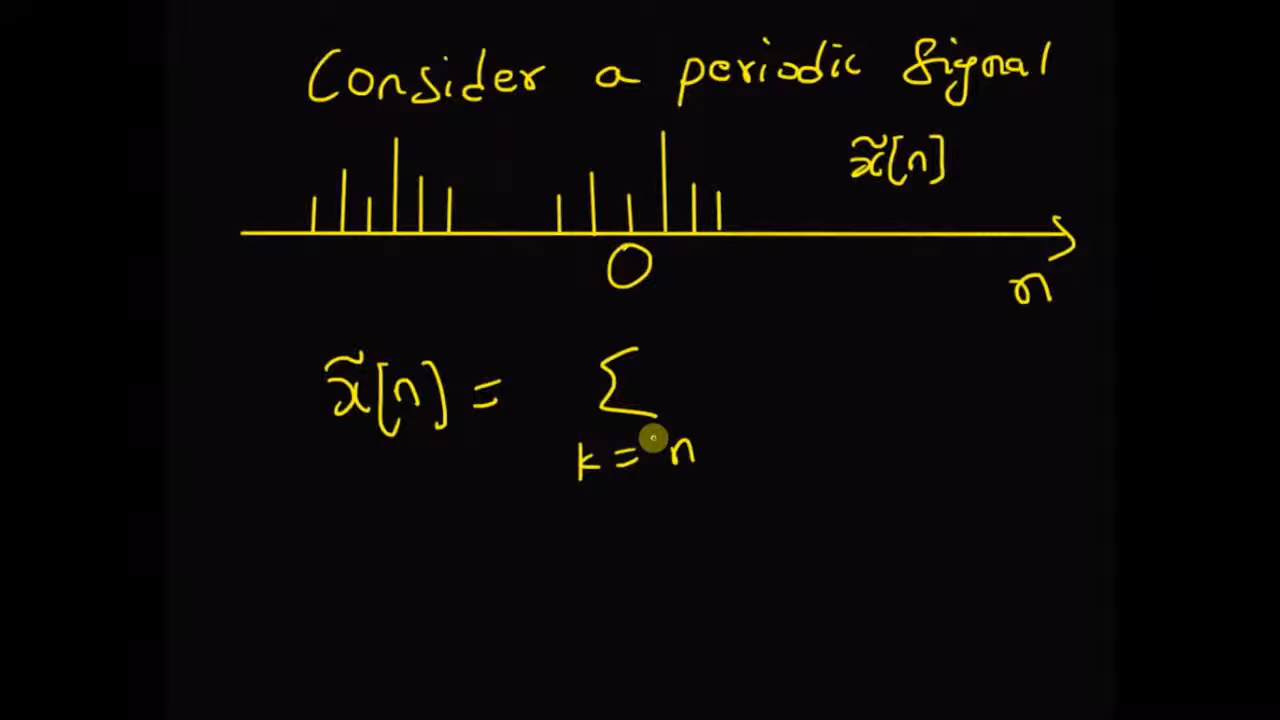 Consider a periodic Signal
x̃[n]
0
n
x̃[n] = Σ
k = n